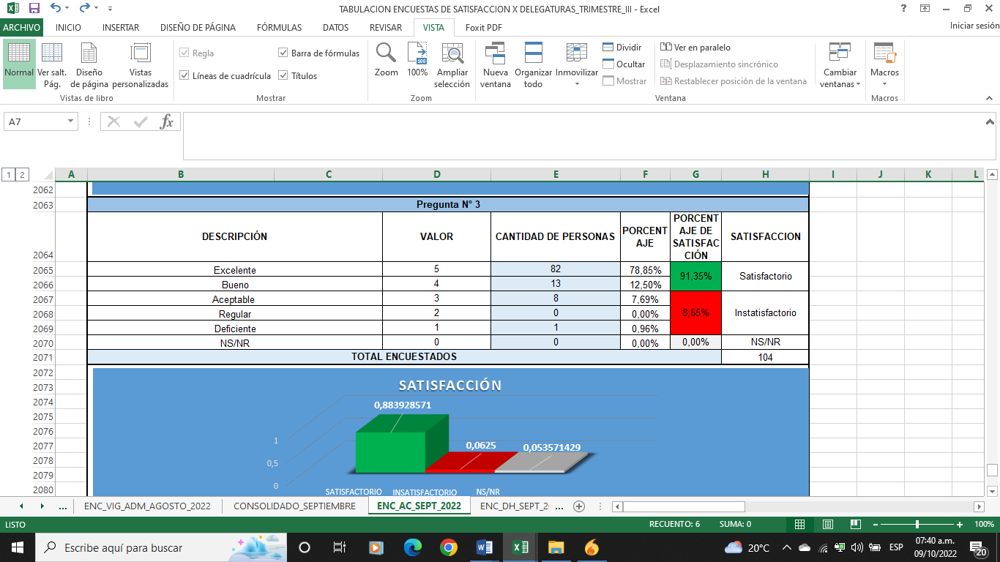 TABULACION ENCUESTAS DE SATISFACCION X DELEGATURAS_TRIMESTRE_III - Excel
?
ARCHIVO INICIO INSERTAR DISEÑO DE PÁGINA FÓRMULAS DATOS REVISAR VISTA Foxit PDF Iniciar sesión
Normal
Ver salt. Pág.
Diseño de página
Vistas personalizadas
Vistas de libro
Regla
Barra de fórmulas
Líneas de cuadrícula
Títulos
Mostrar
Zoom
100
100%
Ampliar selección
Zoom
Nueva ventana
Organizar todo
Inmovilizar
Dividir
Ocultar
Mostrar
Ver en paralelo
Desplazamiento sincrónico
Restablecer posición de la ventana
Cambiar ventanas
Ventana
Macros
Macros
A7
fx
1 2
A B C D E F G H I J K L
2062
2063 Pregunta N° 3
2064 DESCRIPCIÓN VALOR CANTIDAD DE PERSONAS PORCENT AJE PORCENT AJE DE SATISFAC CIÓN SATISFACCION
2065 Excelente 5 82 78,85% 91,35% Satisfactorio
2066 Bueno 4 13 12,50%
2067 Aceptable 3 8 7,69%
2068 Regular 2 0 0,00% 8,65% Instatisfactorio
2069 Deficiente 1 1 0,96%
2070 NS/NR 0 0 0,00% 0,00% NS/NR
2071 TOTAL ENCUESTADOS 104
2072
2073 SATISFACCIÓN
2074 0,883928571
2075
2076 1
2077 0,0625 0,053571429
2078 0,5
2079 0
2080 SATISFACTORIO INSATISFACTORIO NS/NR
... ENC_VIG_ADM_AGOSTO_2022 CONSOLIDADO_SEPTIEMBRE ENC_AC_SEPT_2022 ENC_DH_SEPT_2 ...
LISTO RECUENTO: 6 SUMA: 0 100%
Escribe aquí para buscar 20°C ESP 07:40 a.m.
09/10/2022 20